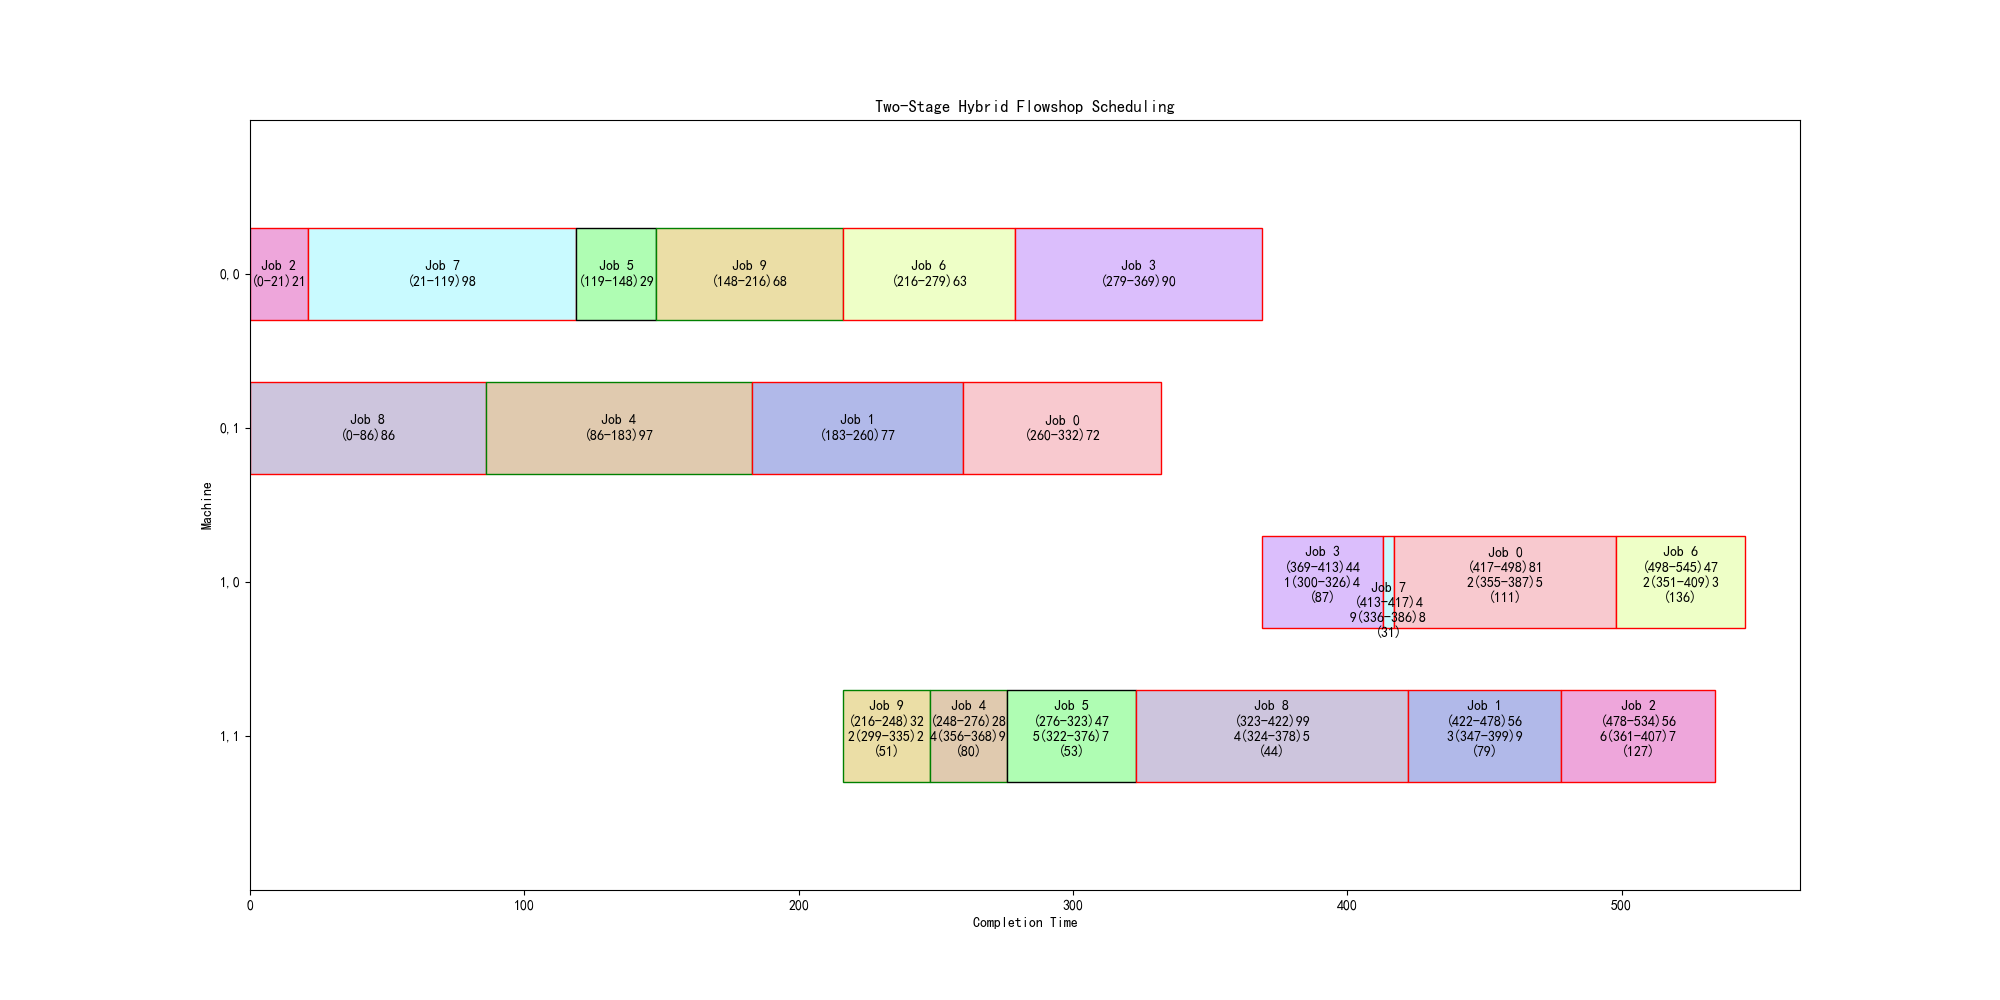 Two-Stage Hybrid Flowshop Scheduling
Machine
0,0
Job 2
(0-21)21
Job 7
(21-119)98
Job 5
(119-148)29
Job 9
(148-216)68
Job 6
(216-279)63
Job 3
(279-369)90
0,1
Job 8
(0-86)86
Job 4
(86-183)97
Job 1
(183-260)77
Job 0
(260-332)72
1,0
Job 3
(369-413)44
1(300-326)4
(87)
Job 7
(413-417)4
9(336-386)8
(31)
Job 0
(417-498)81
2(355-387)5
(111)
Job 6
(498-545)47
2(351-409)3
(136)
1,1
Job 9
(216-248)32
2(299-335)2
(51)
Job 4
(248-276)28
4(356-368)9
(80)
Job 5
(276-323)47
5(322-376)7
(53)
Job 8
(323-422)99
4(324-378)5
(44)
Job 1
(422-478)56
3(347-399)9
(79)
Job 2
(478-534)56
6(361-407)7
(127)
0
100
200
300
400
500
Completion Time